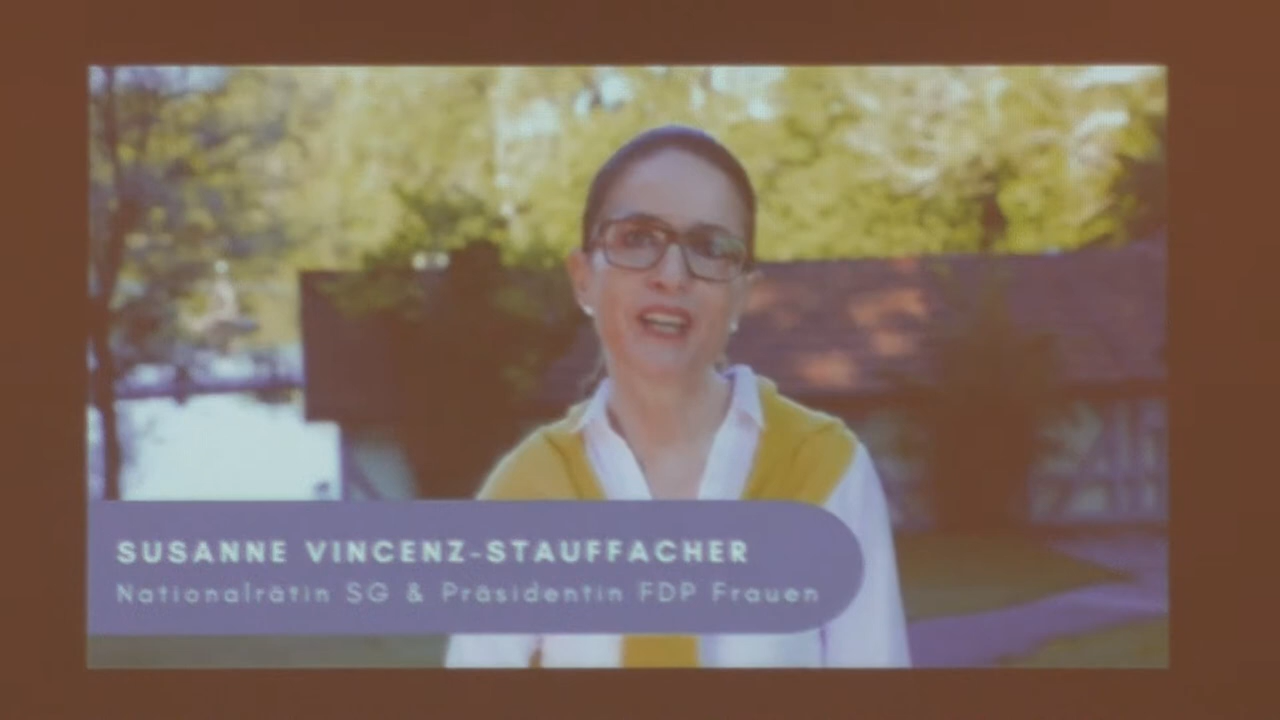 SUSANNE VINCENZ-STAUFFACHER
Nationalrätin SG & Präsidentin FDP Frauen